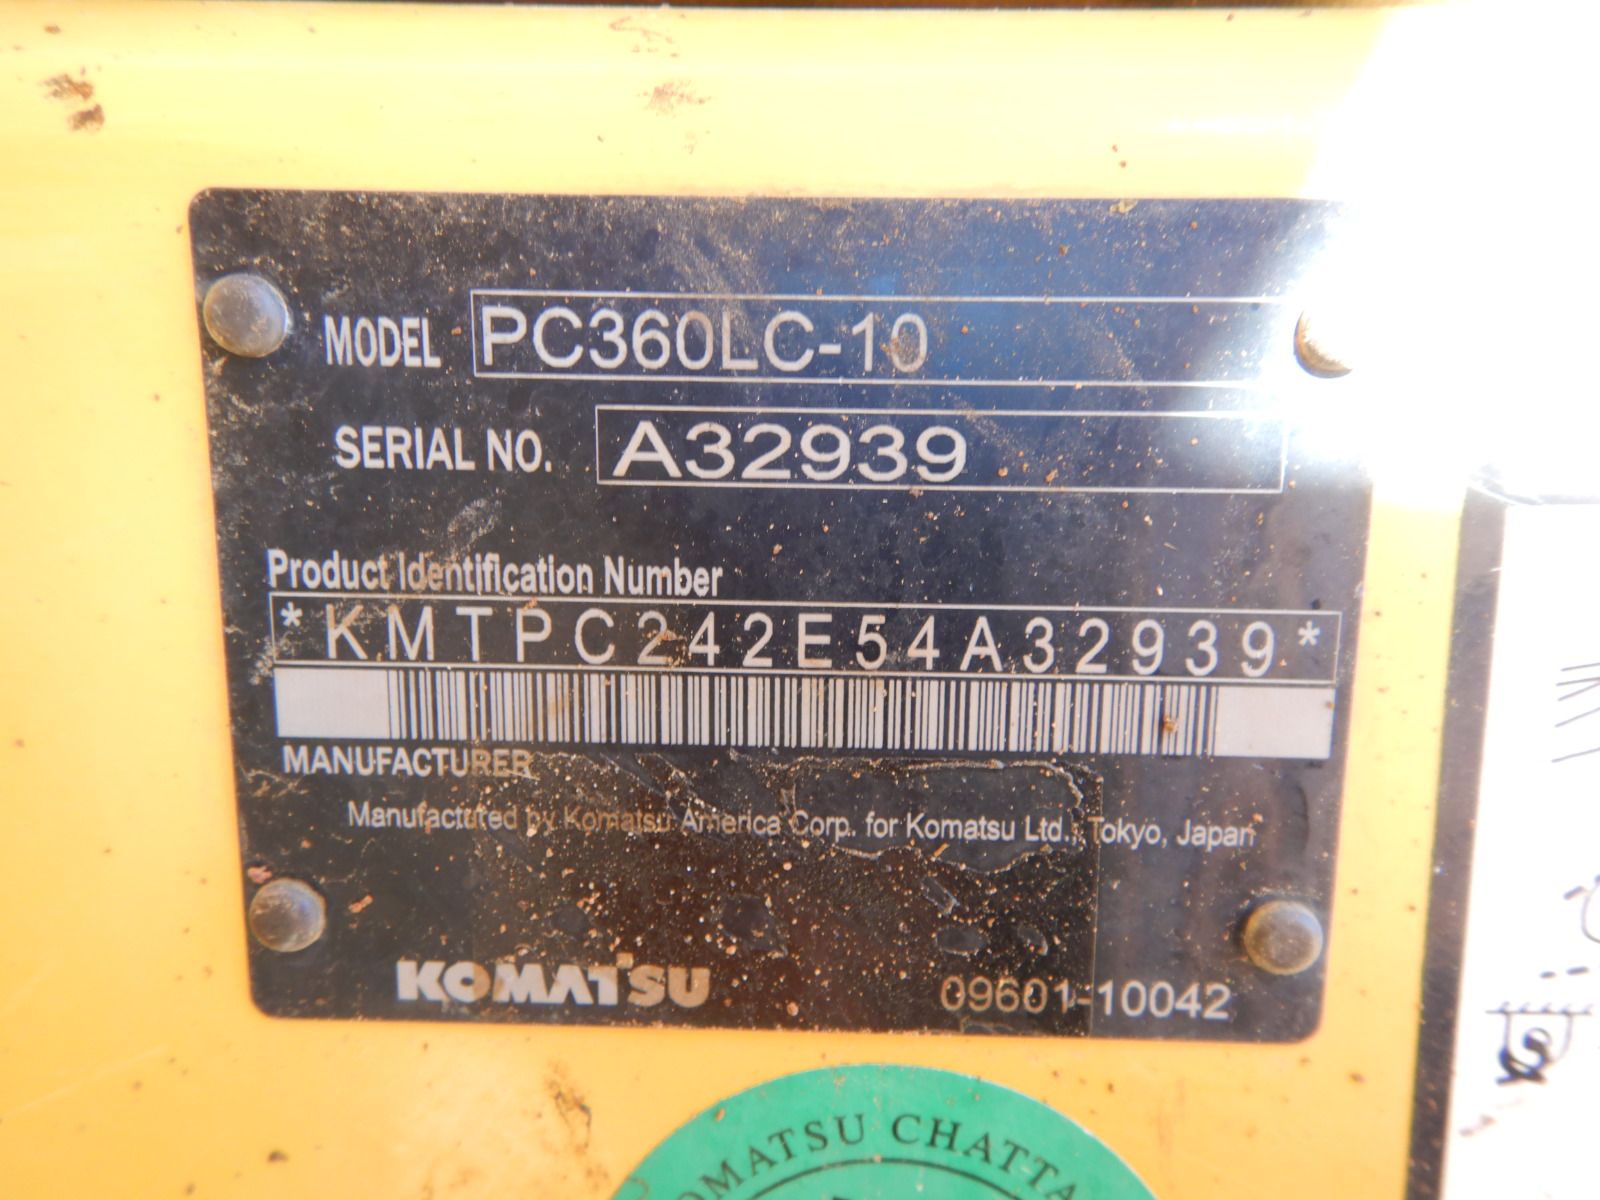 MODEL PC360LC-10
SERIAL NO. A32939
Product Identification Number
*KMTPC242E54A32939*
MANUFACTURER
Manufactured by Komatsu America Corp. for Komatsu Ltd., Tokyo, Japan
KOMATSU 09601-10042
KOMATSU CHATTA